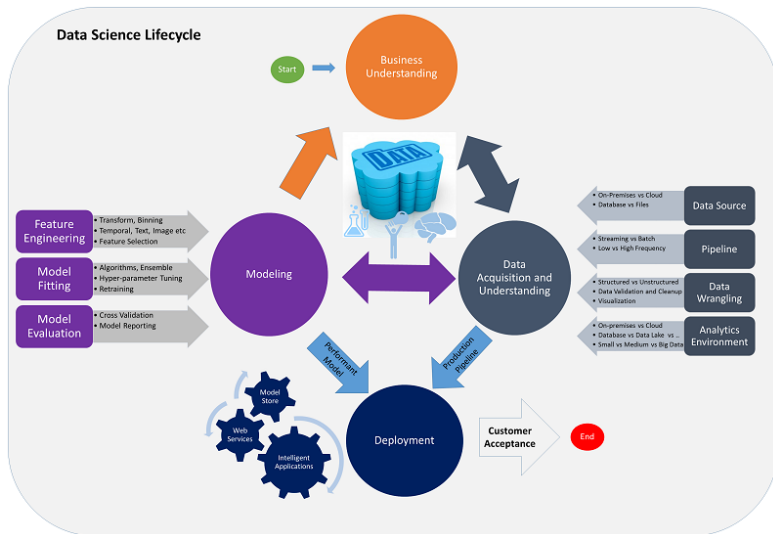 Data Science Lifecycle
Start
Business
Understanding
DATA
Feature
Engineering
• Transform, Binning
• Temporal, Text, Image etc
• Feature Selection
Model
Fitting
• Algorithms, Ensemble
• Hyper-parameter Tuning
• Retraining
Model
Evaluation
• Cross Validation
• Model Reporting
Modeling
Data
Acquisition and
Understanding
• On-Premises vs Cloud
• Database vs Files
Data Source
• Streaming vs Batch
• Low vs High Frequency
Pipeline
• Structured vs Unstructured
• Data Validation and Cleanup
• Visualization
Data
Wrangling
• On-premises vs Cloud
• Database vs Data Lake vs ..
• Small vs Medium vs Big Data
Analytics
Environment
Performant
Model
Production
Pipeline
Model
Store
Web
Services
Intelligent
Applications
Deployment
Customer
Acceptance
End